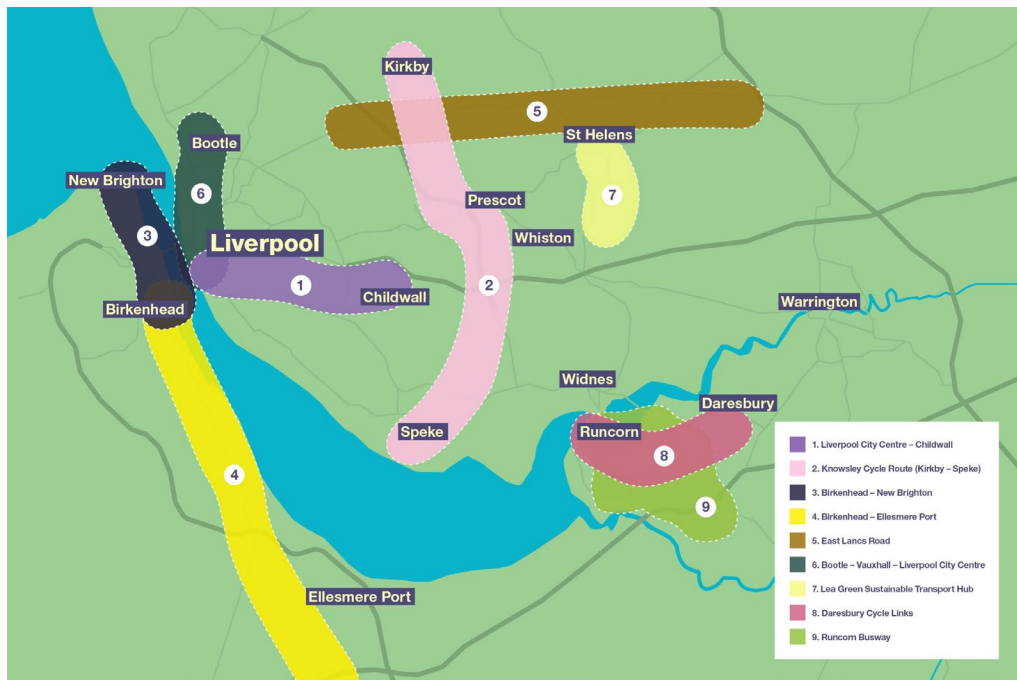 Kirkby
5
St Helens
Bootle
New Brighton
6
7
Prescot
3
Liverpool
Whiston
1
2
Childwall
Birkenhead
Warrington
Widnes
Daresbury
Speke
Runcorn
8
4
9
Ellesmere Port
1. Liverpool City Centre – Childwall
2. Knowsley Cycle Route (Kirkby – Speke)
3. Birkenhead – New Brighton
4. Birkenhead – Ellesmere Port
5. East Lancs Road
6. Bootle – Vauxhall – Liverpool City Centre
7. Lea Green Sustainable Transport Hub
8. Daresbury Cycle Links
9. Runcorn Busway